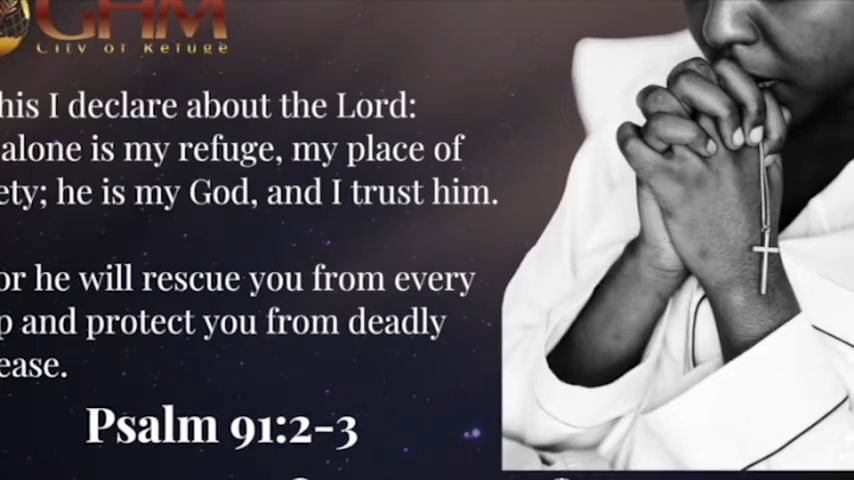 GHM
City of Refuge
his I declare about the Lord:
alone is my refuge, my place of
ety; he is my God, and I trust him.
or he will rescue you from every
p and protect you from deadly
ease.
Psalm 91:2-3